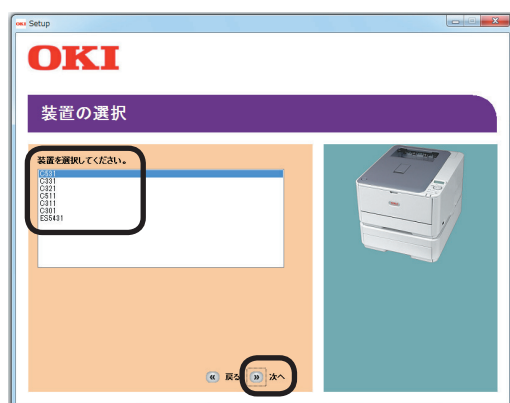 OKI Setup
OKI
装置の選択
装置を選択してください。
C531
C331
C321
C511
C311
C301
ES5431
戻る
次へ